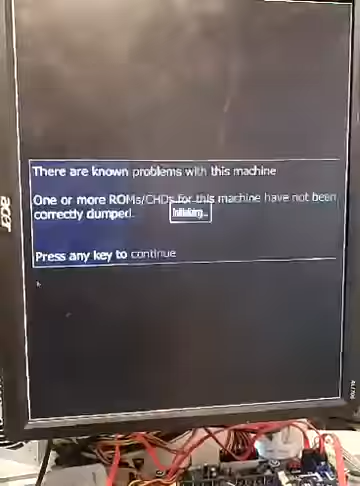 There are known problems with this machine
One or more ROMs/CHDs for this machine have not been
correctly dumped.
Initializing...
Press any key to continue
acer